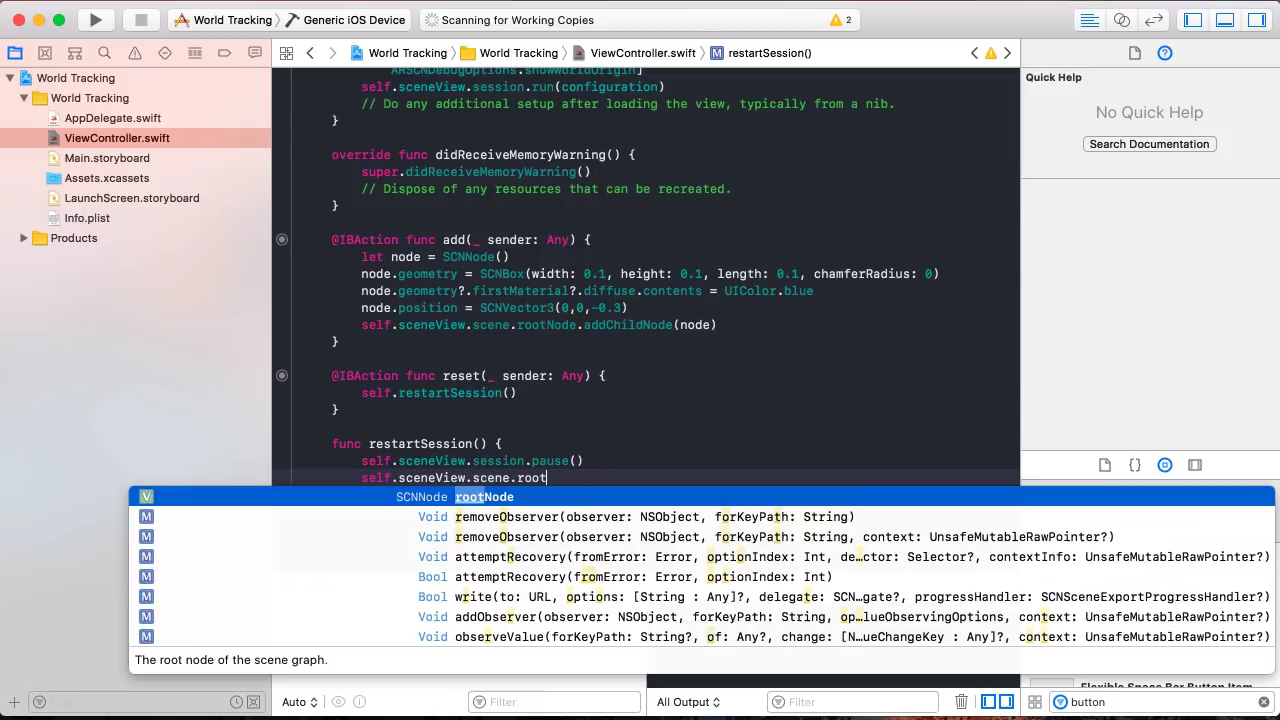 World Tracking
Generic iOS Device
Scanning for Working Copies
2
World Tracking
World Tracking
ViewController.swift
restartSession()
World Tracking
World Tracking
AppDelegate.swift
ViewController.swift
Main.storyboard
Assets.xcassets
LaunchScreen.storyboard
Info.plist
Products
ARSCNDebugOptions.showWorldOrigin]
self.sceneView.session.run(configuration)
// Do any additional setup after loading the view, typically from a nib.
}
override func didReceiveMemoryWarning() {
super.didReceiveMemoryWarning()
// Dispose of any resources that can be recreated.
}
@IBAction func add(_ sender: Any) {
let node = SCNNode()
node.geometry = SCNBox(width: 0.1, height: 0.1, length: 0.1, chamferRadius: 0)
node.geometry?.firstMaterial?.diffuse.contents = UIColor.blue
node.position = SCNVector3(0,0,-0.3)
self.sceneView.scene.rootNode.addChildNode(node)
}
@IBAction func reset(_ sender: Any) {
self.restartSession()
}
func restartSession() {
self.sceneView.session.pause()
self.sceneView.scene.root
V SCNNode rootNode
M Void removeObserver(observer: NSObject, forKeyPath: String)
M Void removeObserver(observer: NSObject, forKeyPath: String, context: UnsafeMutableRawPointer?)
M Void attemptRecovery(fromError: Error, optionIndex: Int, de…ctor: Selector?, contextInfo: UnsafeMutableRawPointer?)
M Bool attemptRecovery(fromError: Error, optionIndex: Int)
M Bool write(to: URL, options: [String : Any]?, delegate: SCN…gate?, progressHandler: SCNSceneExportProgressHandler?)
M Void addObserver(observer: NSObject, forKeyPath: String, op…lueObservingOptions, context: UnsafeMutableRawPointer?)
M Void observeValue(forKeyPath: String?, of: Any?, change: [N…ueChangeKey : Any]?, context: UnsafeMutableRawPointer?)
The root node of the scene graph.
Quick Help
No Quick Help
Search Documentation
Flexible Space Bar Button Item
Filter
Auto
Filter
All Output
Filter
button